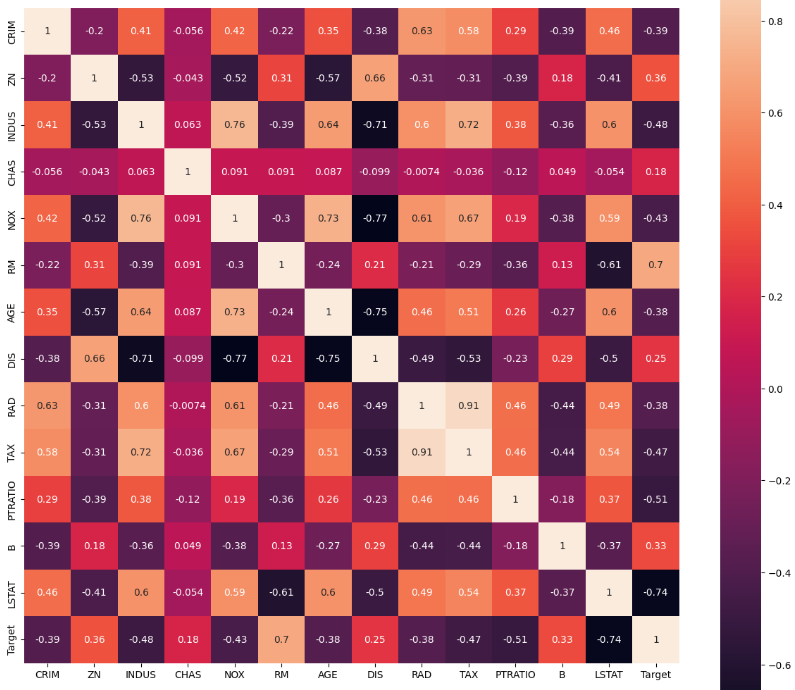 CRIM 1 -0.2 0.41 -0.056 0.42 -0.22 0.35 -0.38 0.63 0.58 0.29 -0.39 0.46 -0.39
ZN -0.2 1 -0.53 -0.043 -0.52 0.31 -0.57 0.66 -0.31 -0.31 -0.39 0.18 -0.41 0.36
INDUS 0.41 -0.53 1 0.063 0.76 -0.39 0.64 -0.71 0.6 0.72 0.38 -0.36 0.6 -0.48
CHAS -0.056 -0.043 0.063 1 0.091 0.091 0.087 -0.099 -0.0074 -0.036 -0.12 0.049 -0.054 0.18
NOX 0.42 -0.52 0.76 0.091 1 -0.3 0.73 -0.77 0.61 0.67 0.19 -0.38 0.59 -0.43
RM -0.22 0.31 -0.39 0.091 -0.3 1 -0.24 0.21 -0.21 -0.29 -0.36 0.13 -0.61 0.7
AGE 0.35 -0.57 0.64 0.087 0.73 -0.24 1 -0.75 0.46 0.51 0.26 -0.27 0.6 -0.38
DIS -0.38 0.66 -0.71 -0.099 -0.77 0.21 -0.75 1 -0.49 -0.53 -0.23 0.29 -0.5 0.25
RAD 0.63 -0.31 0.6 -0.0074 0.61 -0.21 0.46 -0.49 1 0.91 0.46 -0.44 0.49 -0.38
TAX 0.58 -0.31 0.72 -0.036 0.67 -0.29 0.51 -0.53 0.91 1 0.46 -0.44 0.54 -0.47
PTRATIO 0.29 -0.39 0.38 -0.12 0.19 -0.36 0.26 -0.23 0.46 0.46 1 -0.18 0.37 -0.51
B -0.39 0.18 -0.36 0.049 -0.38 0.13 -0.27 0.29 -0.44 -0.44 -0.18 1 -0.37 0.33
LSTAT 0.46 -0.41 0.6 -0.054 0.59 -0.61 0.6 -0.5 0.49 0.54 0.37 -0.37 1 -0.74
Target -0.39 0.36 -0.48 0.18 -0.43 0.7 -0.38 0.25 -0.38 -0.47 -0.51 0.33 -0.74 1
CRIM ZN INDUS CHAS NOX RM AGE DIS RAD TAX PTRATIO B LSTAT Target
0.8
0.6
0.4
0.2
0.0
−0.2
−0.4
−0.6